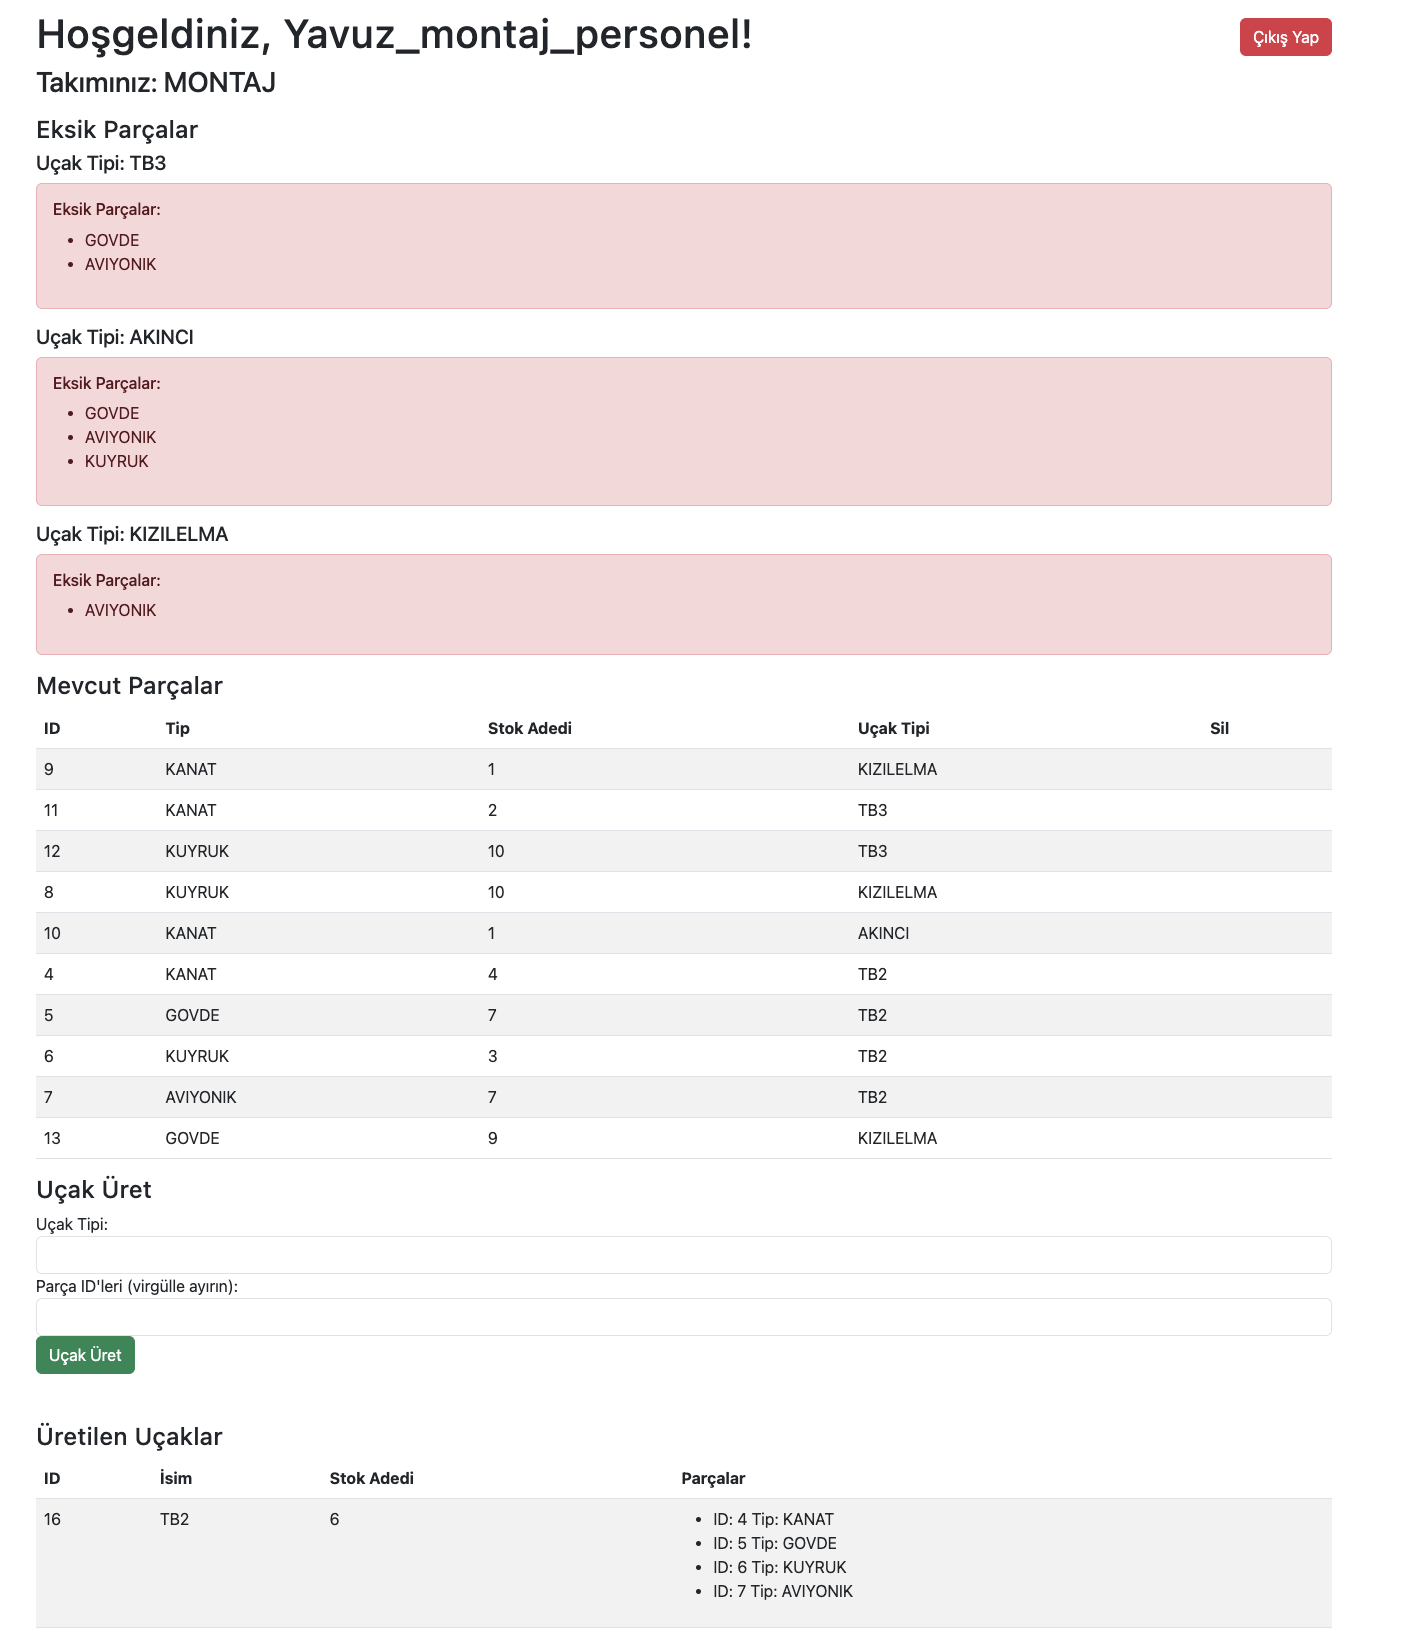 Hoşgeldiniz, Yavuz_montaj_personel!
Çıkış Yap
Takımınız: MONTAJ
Eksik Parçalar
Uçak Tipi: TB3
Eksik Parçalar:
• GOVDE
• AVIYONIK
Uçak Tipi: AKINCI
Eksik Parçalar:
• GOVDE
• AVIYONIK
• KUYRUK
Uçak Tipi: KIZILELMA
Eksik Parçalar:
• AVIYONIK
Mevcut Parçalar
ID Tip Stok Adedi Uçak Tipi Sil
9 KANAT 1 KIZILELMA
11 KANAT 2 TB3
12 KUYRUK 10 TB3
8 KUYRUK 10 KIZILELMA
10 KANAT 1 AKINCI
4 KANAT 4 TB2
5 GOVDE 7 TB2
6 KUYRUK 3 TB2
7 AVIYONIK 7 TB2
13 GOVDE 9 KIZILELMA
Uçak Üret
Uçak Tipi:
Parça ID'leri (virgülle ayırın):
Uçak Üret
Üretilen Uçaklar
ID İsim Stok Adedi Parçalar
16 TB2 6 • ID: 4 Tip: KANAT
• ID: 5 Tip: GOVDE
• ID: 6 Tip: KUYRUK
• ID: 7 Tip: AVIYONIK